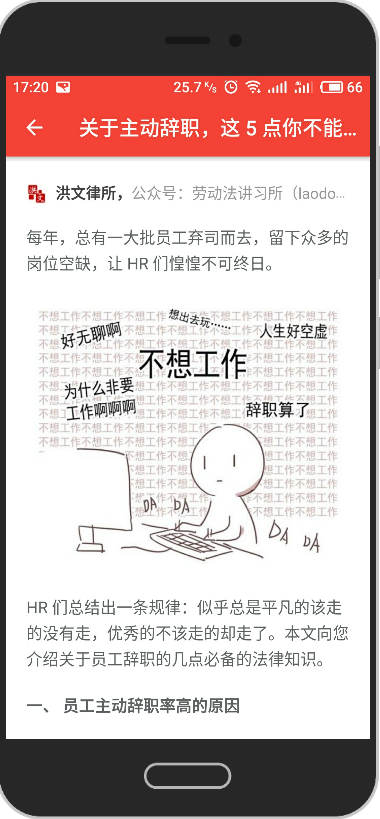 17:20 25.7 K/s 66
关于主动辞职，这 5 点你不能...
洪文 洪文律所，公众号：劳动法讲习所（laodo...
每年，总有一大批员工弃司而去，留下众多的
岗位空缺，让 HR 们惶惶不可终日。
不想工作不想工作不想工作不想工作不想工作不想工作
想出去玩……
好无聊啊
人生好空虚
不想工作
为什么非要
工作啊啊啊
辞职算了
DA DA
DA DA
HR 们总结出一条规律：似乎总是平凡的该走
的没有走，优秀的不该走的却走了。本文向您
介绍关于员工辞职的几点必备的法律知识。
一、 员工主动辞职率高的原因